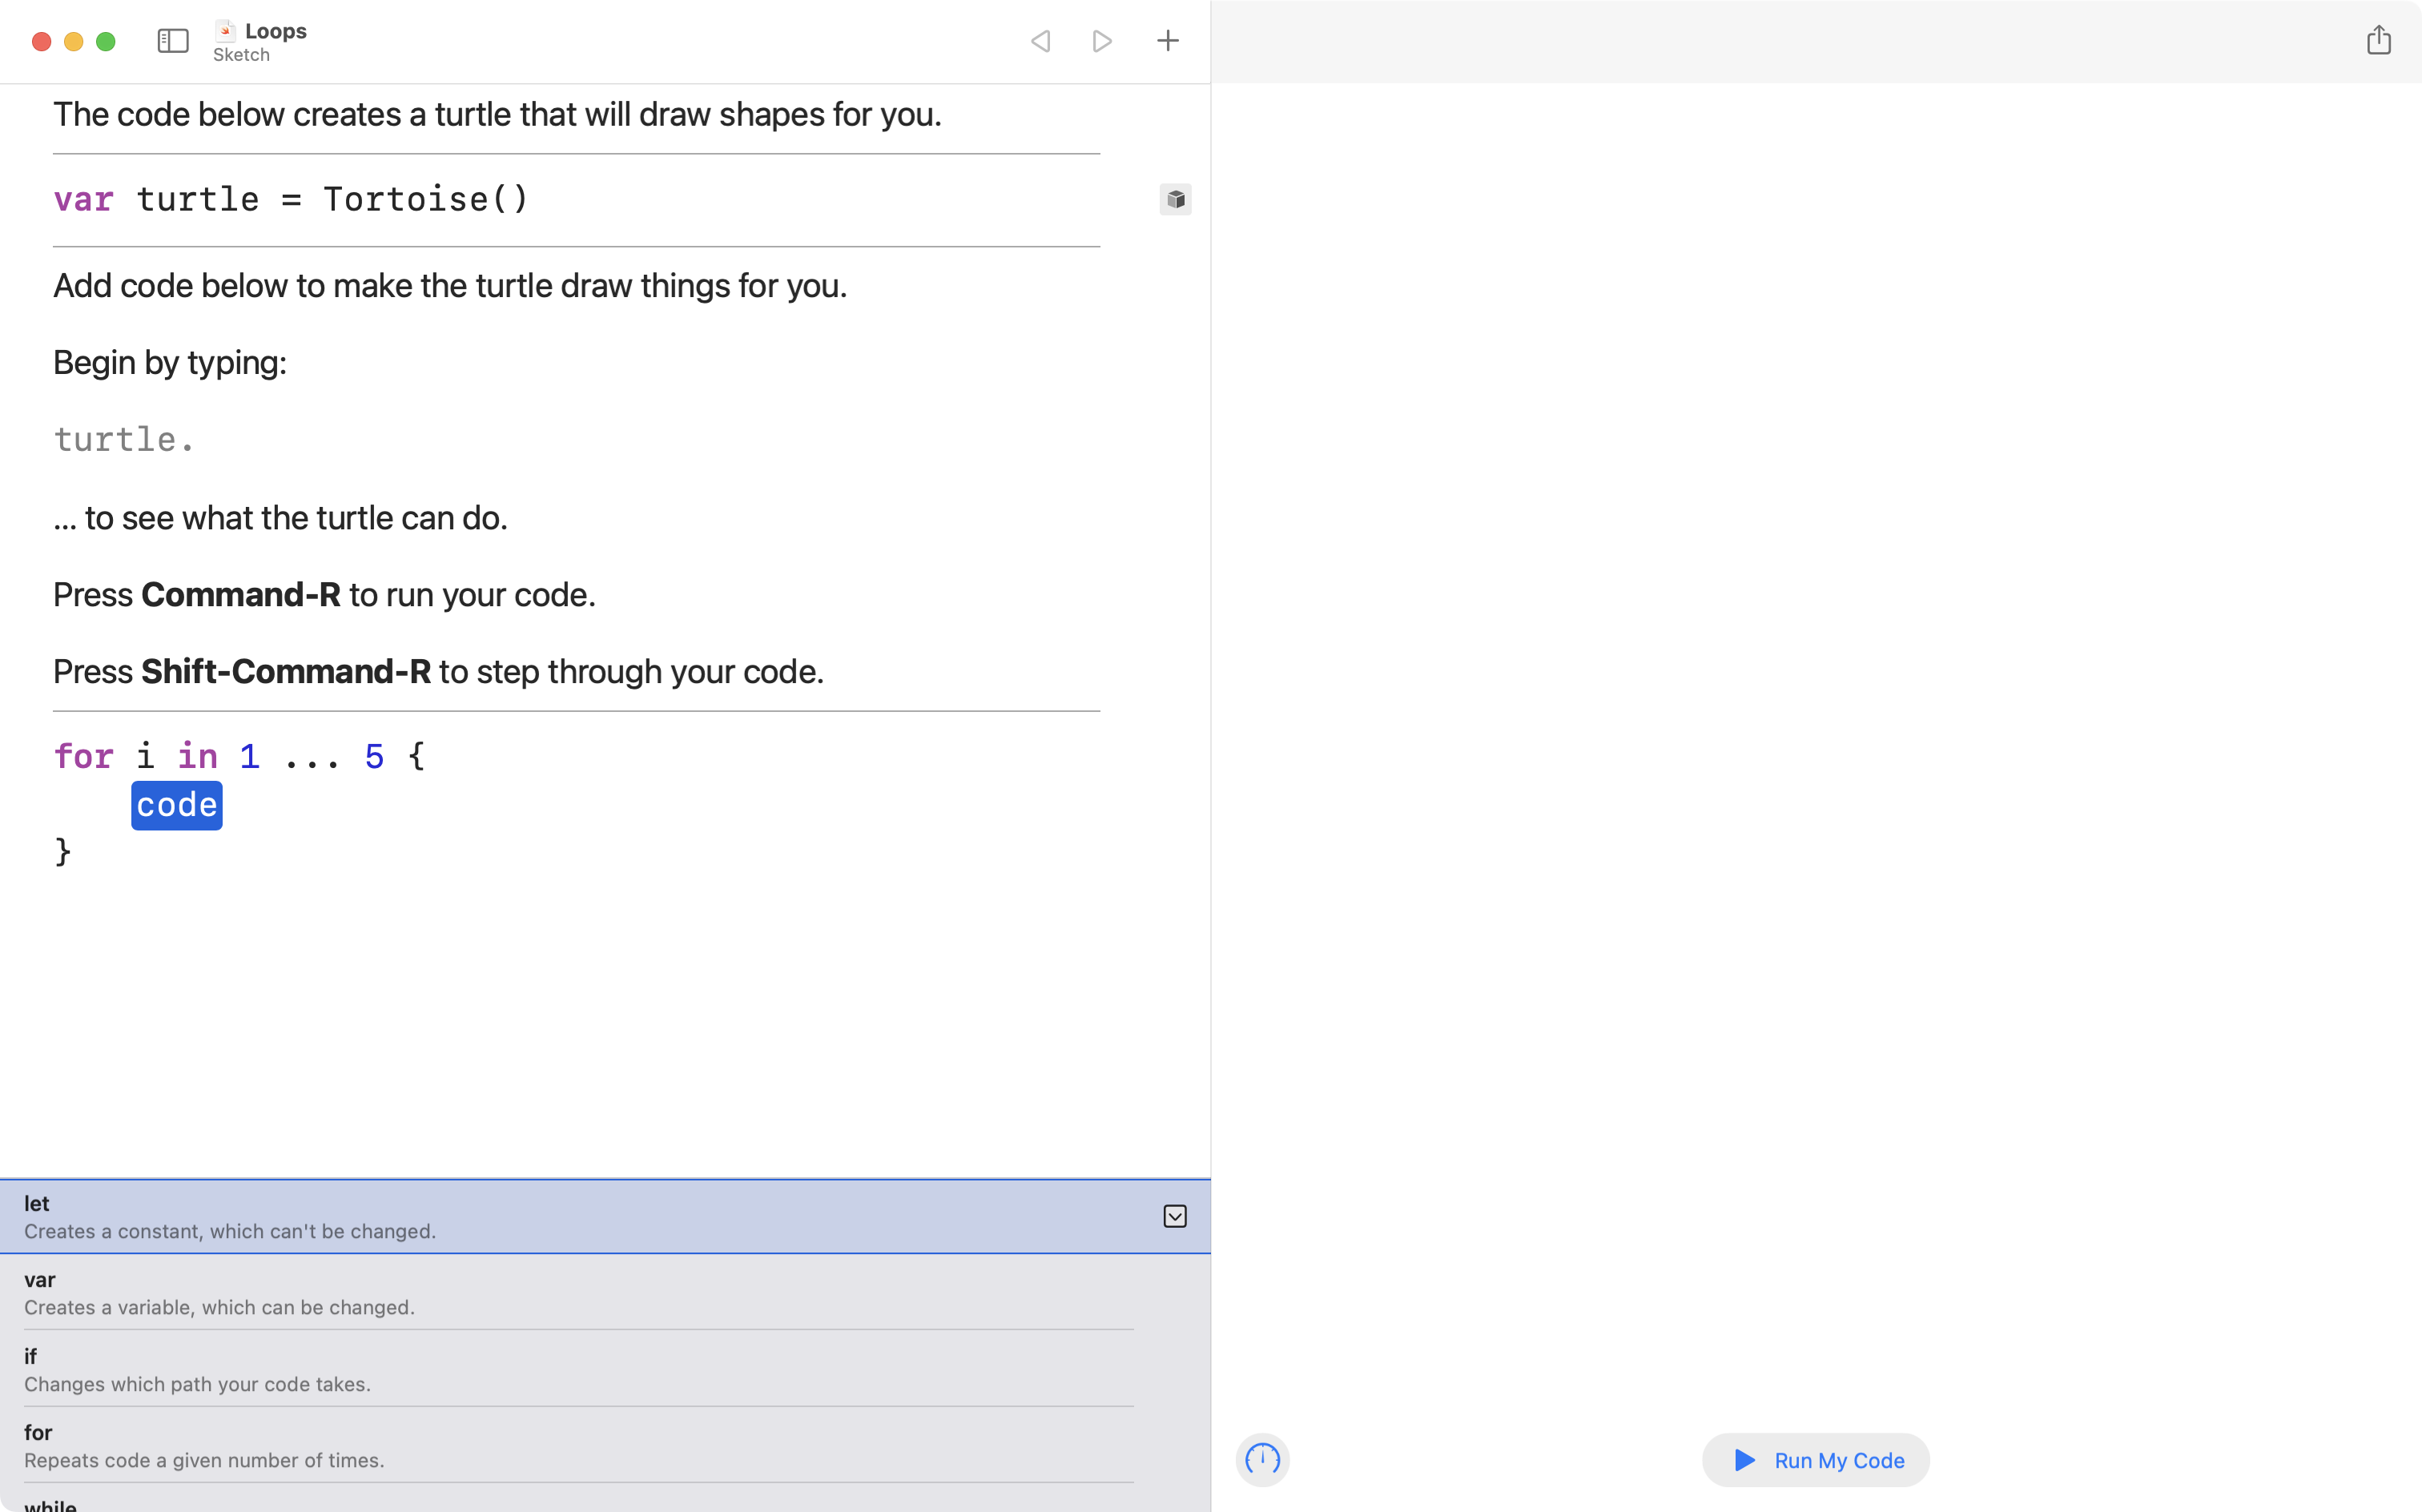 Loops
Sketch
The code below creates a turtle that will draw shapes for you.
var turtle = Tortoise()
Add code below to make the turtle draw things for you.
Begin by typing:
turtle.
... to see what the turtle can do.
Press Command-R to run your code.
Press Shift-Command-R to step through your code.
for i in 1 ... 5 {
code
}
let
Creates a constant, which can't be changed.
var
Creates a variable, which can be changed.
if
Changes which path your code takes.
for
Repeats code a given number of times.
while
Run My Code